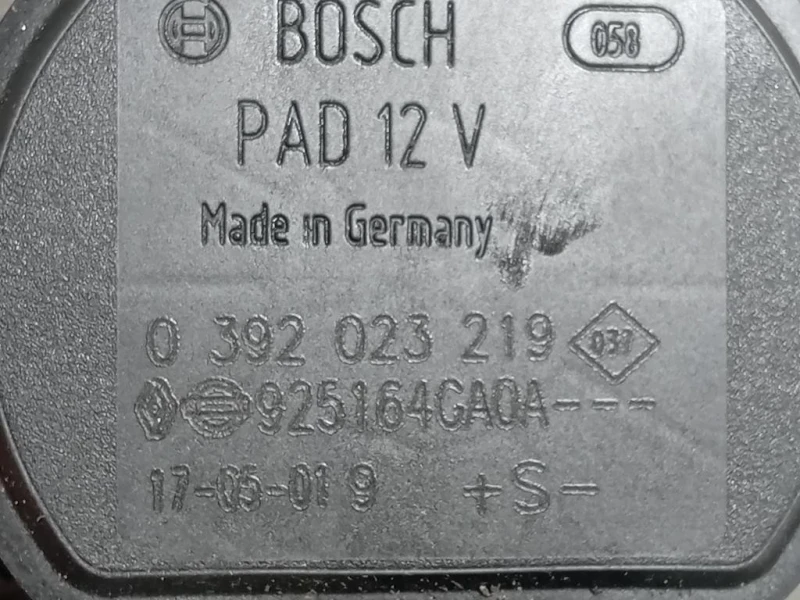 BOSCH 058
PAD 12 V
Made in Germany
0 392 023 219 037
925164GA0A---
17-05-01 9 +S-